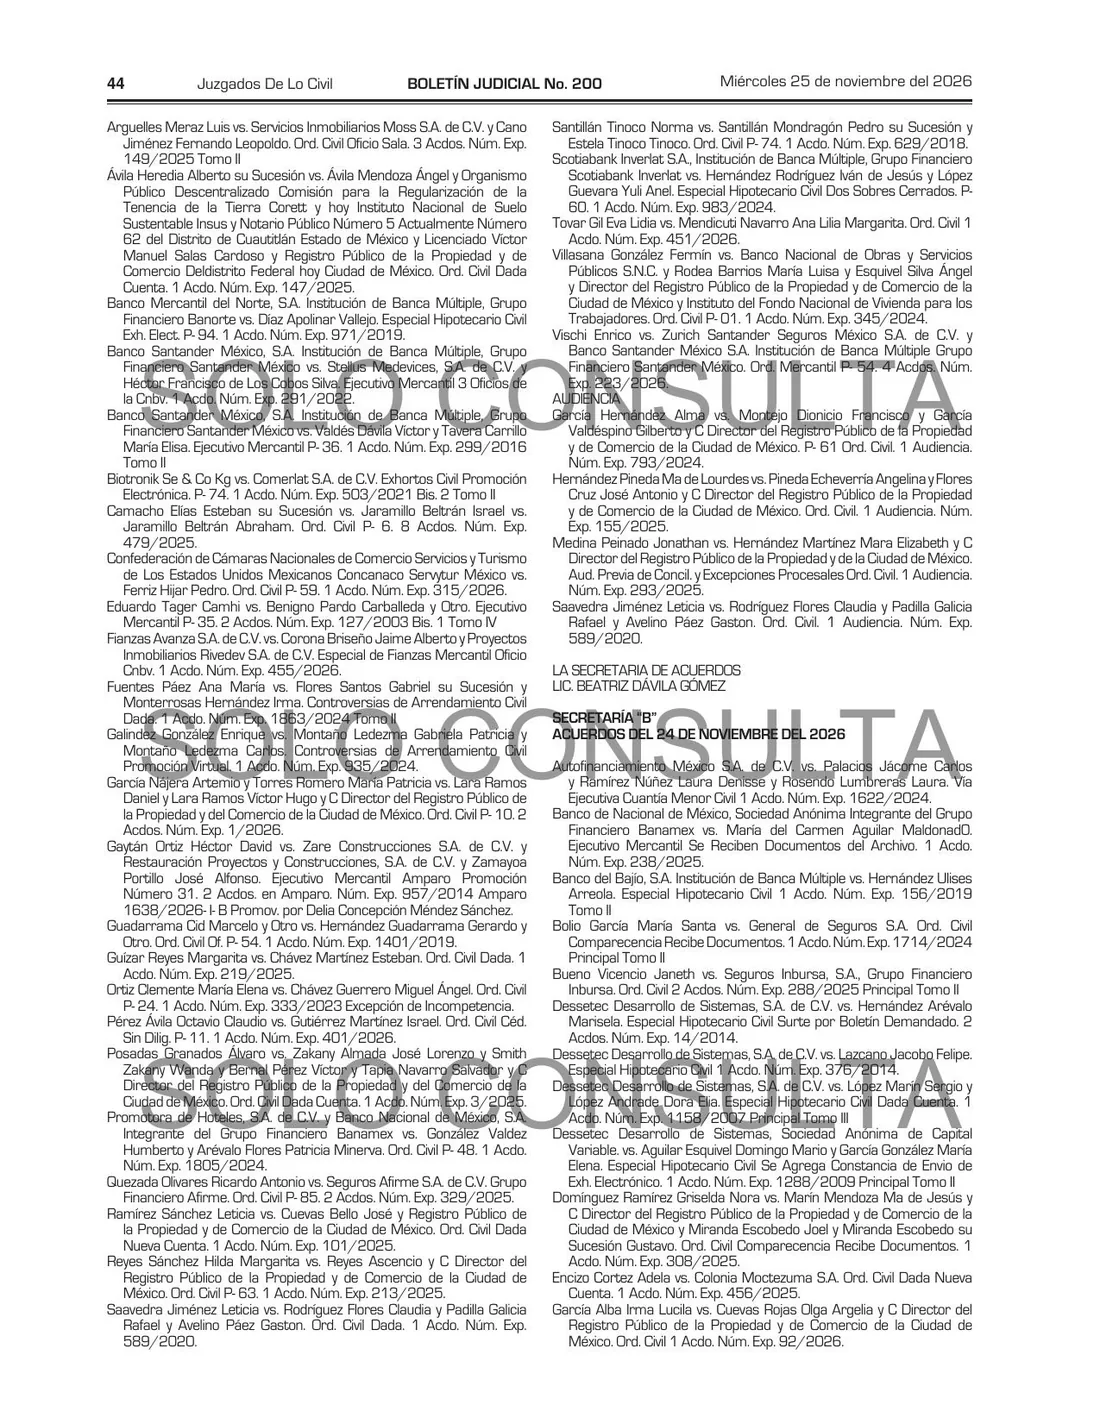 44 Juzgados De Lo Civil BOLETÍN JUDICIAL No. 200 Miércoles 25 de noviembre del 2026
Arguelles Meraz Luis vs. Servicios Inmobiliarios Moss S.A. de C.V. y Cano
Jiménez Fernando Leopoldo. Ord. Civil Oficio Sala. 3 Acdos. Núm. Exp.
149/2025 Tomo II
Ávila Heredia Alberto su Sucesión vs. Ávila Mendoza Ángel y Organismo
Público Descentralizado Comisión para la Regularización de la
Tenencia de la Tierra Corett y hoy Instituto Nacional de Suelo
Sustentable Insus y Notario Público Número 5 Actualmente Número
62 del Distrito de Cuautitlán Estado de México y Licenciado Víctor
Manuel Salas Cardoso y Registro Público de la Propiedad y de
Comercio Deldistrito Federal hoy Ciudad de México. Ord. Civil Dada
Cuenta. 1 Acdo. Núm. Exp. 147/2025.
Banco Mercantil del Norte, S.A. Institución de Banca Múltiple, Grupo
Financiero Banorte vs. Díaz Apolinar Vallejo. Especial Hipotecario Civil
Exh. Elect. P- 94. 1 Acdo. Núm. Exp. 971/2019.
Banco Santander México, S.A. Institución de Banca Múltiple, Grupo
Financiero Santander México vs. Stellus Medevices, S.A. de C.V. y
Héctor Francisco de Los Cobos Silva. Ejecutivo Mercantil 3 Oficios de
la Cnbv. 1 Acdo. Núm. Exp. 291/2022.
Banco Santander México, S.A. Institución de Banca Múltiple, Grupo
Financiero Santander México vs. Valdés Dávila Víctor y Tavera Carrillo
María Elisa. Ejecutivo Mercantil P- 36. 1 Acdo. Núm. Exp. 299/2016
Tomo II
Biotronik Se & Co Kg vs. Comerlat S.A. de C.V. Exhortos Civil Promoción
Electrónica. P- 74. 1 Acdo. Núm. Exp. 503/2021 Bis. 2 Tomo II
Camacho Elías Esteban su Sucesión vs. Jaramillo Beltrán Israel vs.
Jaramillo Beltrán Abraham. Ord. Civil P- 6. 8 Acdos. Núm. Exp.
479/2025.
Confederación de Cámaras Nacionales de Comercio Servicios y Turismo
de Los Estados Unidos Mexicanos Concanaco Servytur México vs.
Ferriz Hijar Pedro. Ord. Civil P- 59. 1 Acdo. Núm. Exp. 315/2026.
Eduardo Tager Camhi vs. Benigno Pardo Carballeda y Otro. Ejecutivo
Mercantil P- 35. 2 Acdos. Núm. Exp. 127/2003 Bis. 1 Tomo IV
Fianzas Avanza S.A. de C.V. vs. Corona Briseño Jaime Alberto y Proyectos
Inmobiliarios Rivedev S.A. de C.V. Especial de Fianzas Mercantil Oficio
Cnbv. 1 Acdo. Núm. Exp. 455/2026.
Fuentes Páez Ana María vs. Flores Santos Gabriel su Sucesión y
Monterrosas Hernández Irma. Controversias de Arrendamiento Civil
Dada. 1 Acdo. Núm. Exp. 1863/2024 Tomo II
Galindez González Enrique vs. Montaño Ledezma Gabriela Patricia y
Montaño Ledezma Carlos. Controversias de Arrendamiento Civil
Promoción Virtual. 1 Acdo. Núm. Exp. 935/2024.
García Nájera Artemio y Torres Romero María Patricia vs. Lara Ramos
Daniel y Lara Ramos Víctor Hugo y C Director del Registro Público de
la Propiedad y del Comercio de la Ciudad de México. Ord. Civil P- 10. 2
Acdos. Núm. Exp. 1/2026.
Gaytán Ortiz Héctor David vs. Zare Construcciones S.A. de C.V. y
Restauración Proyectos y Construcciones, S.A. de C.V. y Zamayoa
Portillo José Alfonso. Ejecutivo Mercantil Amparo Promoción
Número 31. 2 Acdos. en Amparo. Núm. Exp. 957/2014 Amparo
1638/2026- I- B Promov. por Delia Concepción Méndez Sánchez.
Guadarrama Cid Marcelo y Otro vs. Hernández Guadarrama Gerardo y
Otro. Ord. Civil Of. P- 54. 1 Acdo. Núm. Exp. 1401/2019.
Guízar Reyes Margarita vs. Chávez Martínez Esteban. Ord. Civil Dada. 1
Acdo. Núm. Exp. 219/2025.
Ortiz Clemente María Elena vs. Chávez Guerrero Miguel Ángel. Ord. Civil
P- 24. 1 Acdo. Núm. Exp. 333/2023 Excepción de Incompetencia.
Pérez Ávila Octavio Claudio vs. Gutiérrez Martínez Israel. Ord. Civil Céd.
Sin Dilig. P- 11. 1 Acdo. Núm. Exp. 401/2026.
Posadas Granados Álvaro vs. Zakany Almada José Lorenzo y Smith
Zakany Wanda y Bernal Pérez Víctor y Tapia Navarro Salvador y C
Director del Registro Público de la Propiedad y del Comercio de la
Ciudad de México. Ord. Civil Dada Cuenta. 1 Acdo. Núm. Exp. 3/2025.
Promotora de Hoteles, S.A. de C.V. y Banco Nacional de México, S.A.
Integrante del Grupo Financiero Banamex vs. González Valdez
Humberto y Arévalo Flores Patricia Minerva. Ord. Civil P- 48. 1 Acdo.
Núm. Exp. 1805/2024.
Quezada Olivares Ricardo Antonio vs. Seguros Afirme S.A. de C.V. Grupo
Financiero Afirme. Ord. Civil P- 85. 2 Acdos. Núm. Exp. 329/2025.
Ramírez Sánchez Leticia vs. Cuevas Bello José y Registro Público de
la Propiedad y de Comercio de la Ciudad de México. Ord. Civil Dada
Nueva Cuenta. 1 Acdo. Núm. Exp. 101/2025.
Reyes Sánchez Hilda Margarita vs. Reyes Ascencio y C Director del
Registro Público de la Propiedad y de Comercio de la Ciudad de
México. Ord. Civil P- 63. 1 Acdo. Núm. Exp. 213/2025.
Saavedra Jiménez Leticia vs. Rodríguez Flores Claudia y Padilla Galicia
Rafael y Avelino Páez Gaston. Ord. Civil. Dada. 1 Acdo. Núm. Exp.
589/2020.
Santillán Tinoco Norma vs. Santillán Mondragón Pedro su Sucesión y
Estela Tinoco Tinoco. Ord. Civil P- 74. 1 Acdo. Núm. Exp. 629/2018.
Scotiabank Inverlat S.A., Institución de Banca Múltiple, Grupo Financiero
Scotiabank Inverlat vs. Hernández Rodríguez Iván de Jesús y López
Guevara Yuli Anel. Especial Hipotecario Civil Dos Sobres Cerrados. P-
60. 1 Acdo. Núm. Exp. 983/2024.
Tovar Gil Eva Lidia vs. Mendicuti Navarro Ana Lilia Margarita. Ord. Civil 1
Acdo. Núm. Exp. 451/2026.
Villasana González Fermín vs. Banco Nacional de Obras y Servicios
Públicos S.N.C. y Rodea Barrios María Luisa y Esquivel Silva Ángel
y Director del Registro Público de la Propiedad y de Comercio de la
Ciudad de México y Instituto del Fondo Nacional de Vivienda para los
Trabajadores. Ord. Civil P- 01. 1 Acdo. Núm. Exp. 345/2024.
Vischi Enrico vs. Zurich Santander Seguros México S.A. de C.V. y
Banco Santander México S.A. Institución de Banca Múltiple Grupo
Financiero Santander México. Ord. Mercantil P- 54. 4 Acdos. Núm.
Exp. 223/2026.
AUDIENCIA
García Hernández Alma vs. Montejo Dionicio Francisco y García
Valdéspino Gilberto y C Director del Registro Público de la Propiedad
y de Comercio de la Ciudad de México. P- 61 Ord. Civil. 1 Audiencia.
Núm. Exp. 793/2024.
Hernández Pineda Ma de Lourdes vs. Pineda Echeverría Angelina y Flores
Cruz José Antonio y C Director del Registro Público de la Propiedad
y de Comercio de la Ciudad de México. Ord. Civil. 1 Audiencia. Núm.
Exp. 155/2025.
Medina Peinado Jonathan vs. Hernández Martínez Mara Elizabeth y C
Director del Registro Público de la Propiedad y de la Ciudad de México.
Aud. Previa de Concil. y Excepciones Procesales Ord. Civil. 1 Audiencia.
Núm. Exp. 293/2025.
Saavedra Jiménez Leticia vs. Rodríguez Flores Claudia y Padilla Galicia
Rafael y Avelino Páez Gaston. Ord. Civil. 1 Audiencia. Núm. Exp.
589/2020.
LA SECRETARIA DE ACUERDOS
LIC. BEATRIZ DÁVILA GÓMEZ
SECRETARÍA "B"
ACUERDOS DEL 24 DE NOVIEMBRE DEL 2026
Autofinanciamiento México S.A. de C.V. vs. Palacios Jácome Carlos
y Ramírez Núñez Laura Denisse y Rosendo Lumbreras Laura. Vía
Ejecutiva Cuantía Menor Civil 1 Acdo. Núm. Exp. 1622/2024.
Banco de Nacional de México, Sociedad Anónima Integrante del Grupo
Financiero Banamex vs. María del Carmen Aguilar MaldonadO.
Ejecutivo Mercantil Se Reciben Documentos del Archivo. 1 Acdo.
Núm. Exp. 238/2025.
Banco del Bajío, S.A. Institución de Banca Múltiple vs. Hernández Ulises
Arreola. Especial Hipotecario Civil 1 Acdo. Núm. Exp. 156/2019
Tomo II
Bolio García María Santa vs. General de Seguros S.A. Ord. Civil
Comparecencia Recibe Documentos. 1 Acdo. Núm. Exp. 1714/2024
Principal Tomo II
Bueno Vicencio Janeth vs. Seguros Inbursa, S.A., Grupo Financiero
Inbursa. Ord. Civil 2 Acdos. Núm. Exp. 288/2025 Principal Tomo II
Dessetec Desarrollo de Sistemas, S.A. de C.V. vs. Hernández Arévalo
Marisela. Especial Hipotecario Civil Surte por Boletín Demandado. 2
Acdos. Núm. Exp. 14/2014.
Dessetec Desarrollo de Sistemas, S.A. de C.V. vs. Lazcano Jacobo Felipe.
Especial Hipotecario Civil 1 Acdo. Núm. Exp. 376/2014.
Dessetec Desarrollo de Sistemas, S.A. de C.V. vs. López Marin Sergio y
López Andrade Dora Elia. Especial Hipotecario Civil Dada Cuenta. 1
Acdo. Núm. Exp. 1158/2007 Principal Tomo III
Dessetec Desarrollo de Sistemas, Sociedad Anónima de Capital
Variable. vs. Aguilar Esquivel Domingo Mario y García González María
Elena. Especial Hipotecario Civil Se Agrega Constancia de Envio de
Exh. Electrónico. 1 Acdo. Núm. Exp. 1288/2009 Principal Tomo II
Domínguez Ramírez Griselda Nora vs. Marín Mendoza Ma de Jesús y
C Director del Registro Público de la Propiedad y de Comercio de la
Ciudad de México y Miranda Escobedo Joel y Miranda Escobedo su
Sucesión Gustavo. Ord. Civil Comparecencia Recibe Documentos. 1
Acdo. Núm. Exp. 308/2025.
Encizo Cortez Adela vs. Colonia Moctezuma S.A. Ord. Civil Dada Nueva
Cuenta. 1 Acdo. Núm. Exp. 456/2025.
García Alba Irma Lucila vs. Cuevas Rojas Olga Argelia y C Director del
Registro Público de la Propiedad y de Comercio de la Ciudad de
México. Ord. Civil 1 Acdo. Núm. Exp. 92/2026.
SOLO CONSULTA
SOLO CONSULTA
SOLO CONSULTA